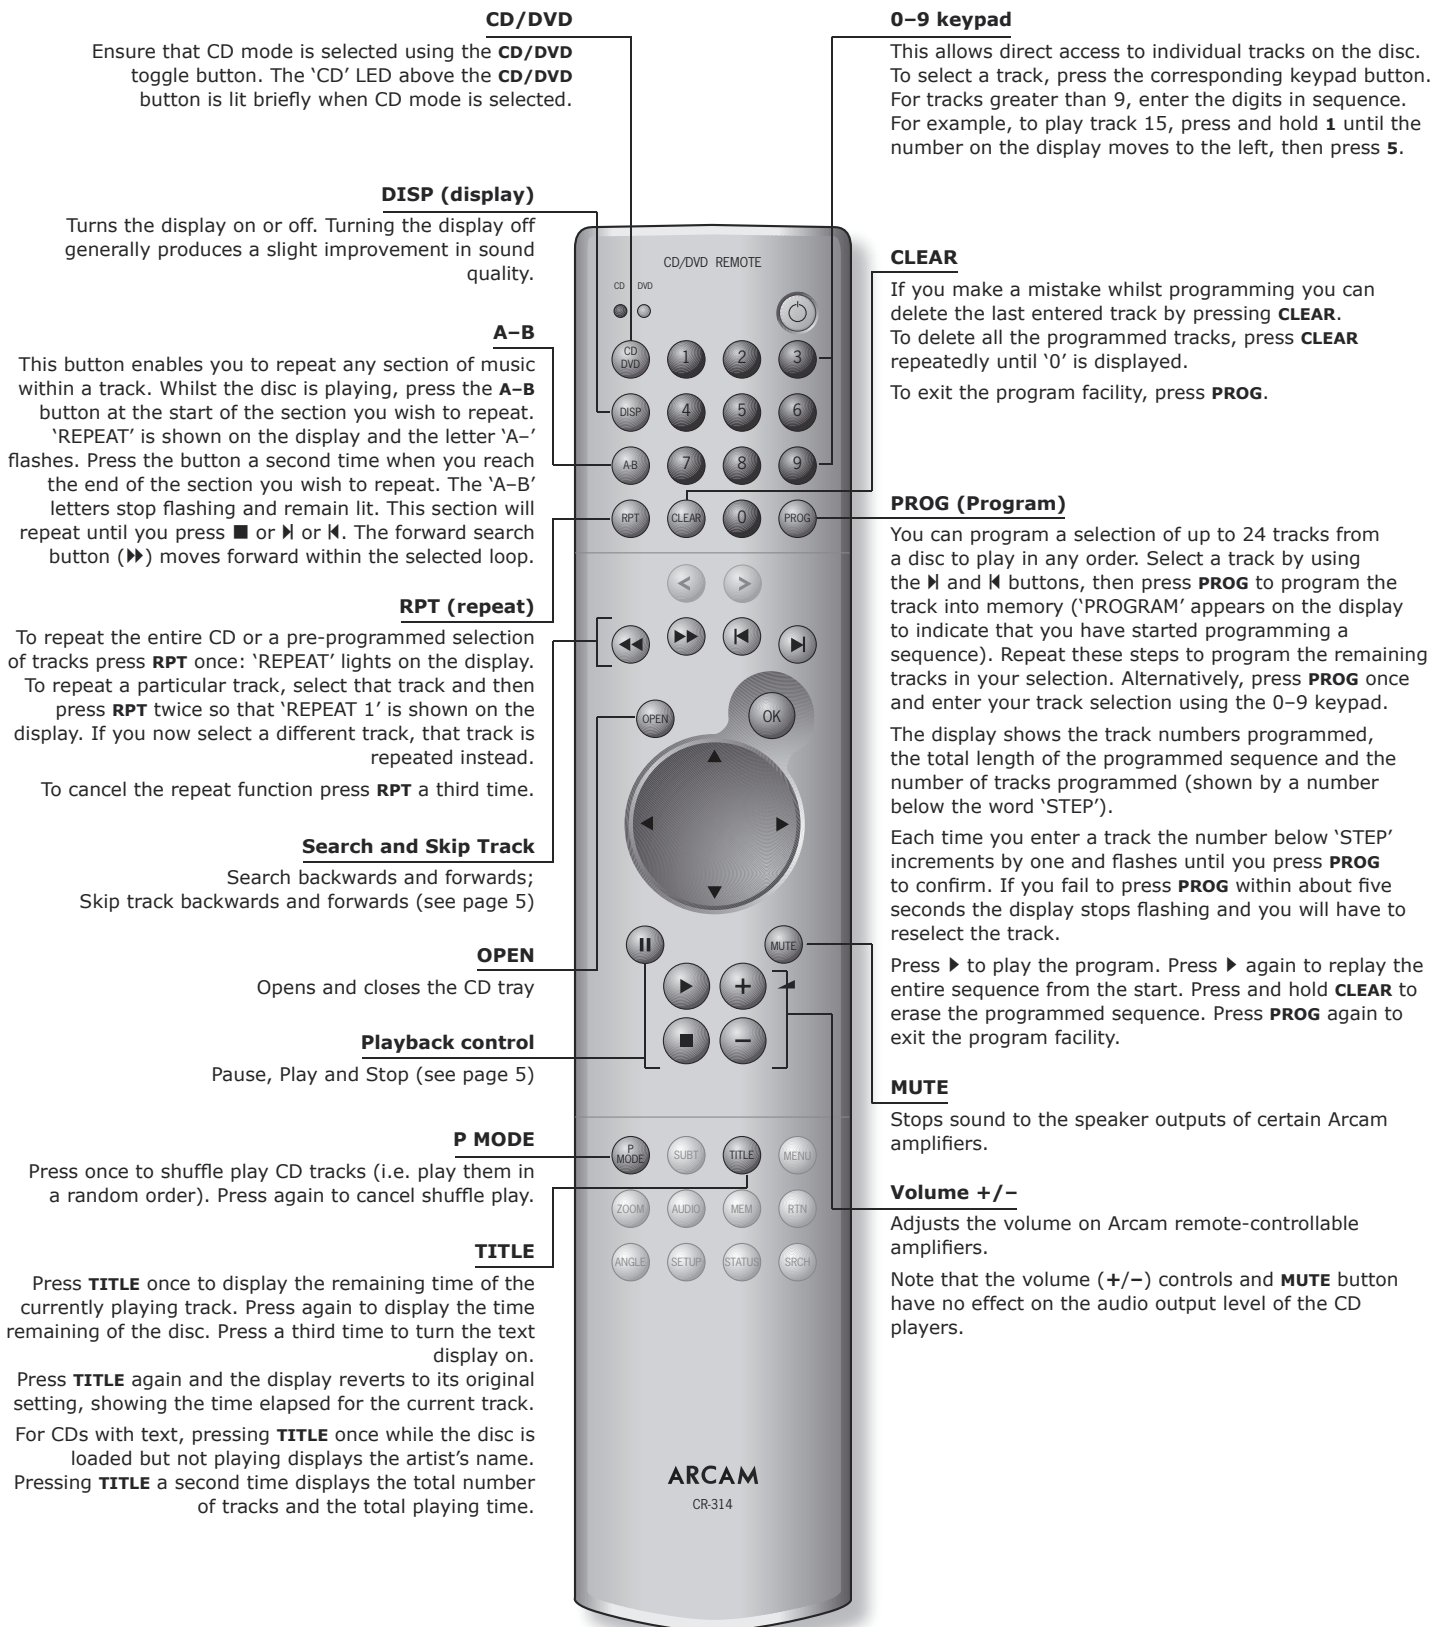 CD/DVD
Ensure that CD mode is selected using the CD/DVD
toggle button. The ‘CD’ LED above the CD/DVD
button is lit briefly when CD mode is selected.
DISP (display)
Turns the display on or off. Turning the display off
generally produces a slight improvement in sound
quality.
A–B
This button enables you to repeat any section of music
within a track. Whilst the disc is playing, press the A–B
button at the start of the section you wish to repeat.
‘REPEAT’ is shown on the display and the letter ‘A–’
flashes. Press the button a second time when you reach
the end of the section you wish to repeat. The ‘A–B’
letters stop flashing and remain lit. This section will
repeat until you press ■ or ⏭ or ⏮. The forward search
button (⏩) moves forward within the selected loop.
RPT (repeat)
To repeat the entire CD or a pre-programmed selection
of tracks press RPT once: ‘REPEAT’ lights on the display.
To repeat a particular track, select that track and then
press RPT twice so that ‘REPEAT 1’ is shown on the
display. If you now select a different track, that track is
repeated instead.
To cancel the repeat function press RPT a third time.
Search and Skip Track
Search backwards and forwards;
Skip track backwards and forwards (see page 5)
OPEN
Opens and closes the CD tray
Playback control
Pause, Play and Stop (see page 5)
P MODE
Press once to shuffle play CD tracks (i.e. play them in
a random order). Press again to cancel shuffle play.
TITLE
Press TITLE once to display the remaining time of the
currently playing track. Press again to display the time
remaining of the disc. Press a third time to turn the text
display on.
Press TITLE again and the display reverts to its original
setting, showing the time elapsed for the current track.
For CDs with text, pressing TITLE once while the disc is
loaded but not playing displays the artist’s name.
Pressing TITLE a second time displays the total number
of tracks and the total playing time.
CD/DVD REMOTE
CD DVD
CD
DVD
1 2 3
DISP 4 5 6
A-B 7 8 9
RPT CLEAR 0 PROG
< >
OPEN
OK
MUTE
+
−
P
MODE SUBT TITLE MENU
ZOOM AUDIO MEM RTN
ANGLE SETUP STATUS SRCH
ARCAM
CR-314
0–9 keypad
This allows direct access to individual tracks on the disc.
To select a track, press the corresponding keypad button.
For tracks greater than 9, enter the digits in sequence.
For example, to play track 15, press and hold 1 until the
number on the display moves to the left, then press 5.
CLEAR
If you make a mistake whilst programming you can
delete the last entered track by pressing CLEAR.
To delete all the programmed tracks, press CLEAR
repeatedly until ‘0’ is displayed.
To exit the program facility, press PROG.
PROG (Program)
You can program a selection of up to 24 tracks from
a disc to play in any order. Select a track by using
the ⏭ and ⏮ buttons, then press PROG to program the
track into memory (‘PROGRAM’ appears on the display
to indicate that you have started programming a
sequence). Repeat these steps to program the remaining
tracks in your selection. Alternatively, press PROG once
and enter your track selection using the 0–9 keypad.
The display shows the track numbers programmed,
the total length of the programmed sequence and the
number of tracks programmed (shown by a number
below the word ‘STEP’).
Each time you enter a track the number below ‘STEP’
increments by one and flashes until you press PROG
to confirm. If you fail to press PROG within about five
seconds the display stops flashing and you will have to
reselect the track.
Press ▶ to play the program. Press ▶ again to replay the
entire sequence from the start. Press and hold CLEAR to
erase the programmed sequence. Press PROG again to
exit the program facility.
MUTE
Stops sound to the speaker outputs of certain Arcam
amplifiers.
Volume +/−
Adjusts the volume on Arcam remote-controllable
amplifiers.
Note that the volume (+/−) controls and MUTE button
have no effect on the audio output level of the CD
players.